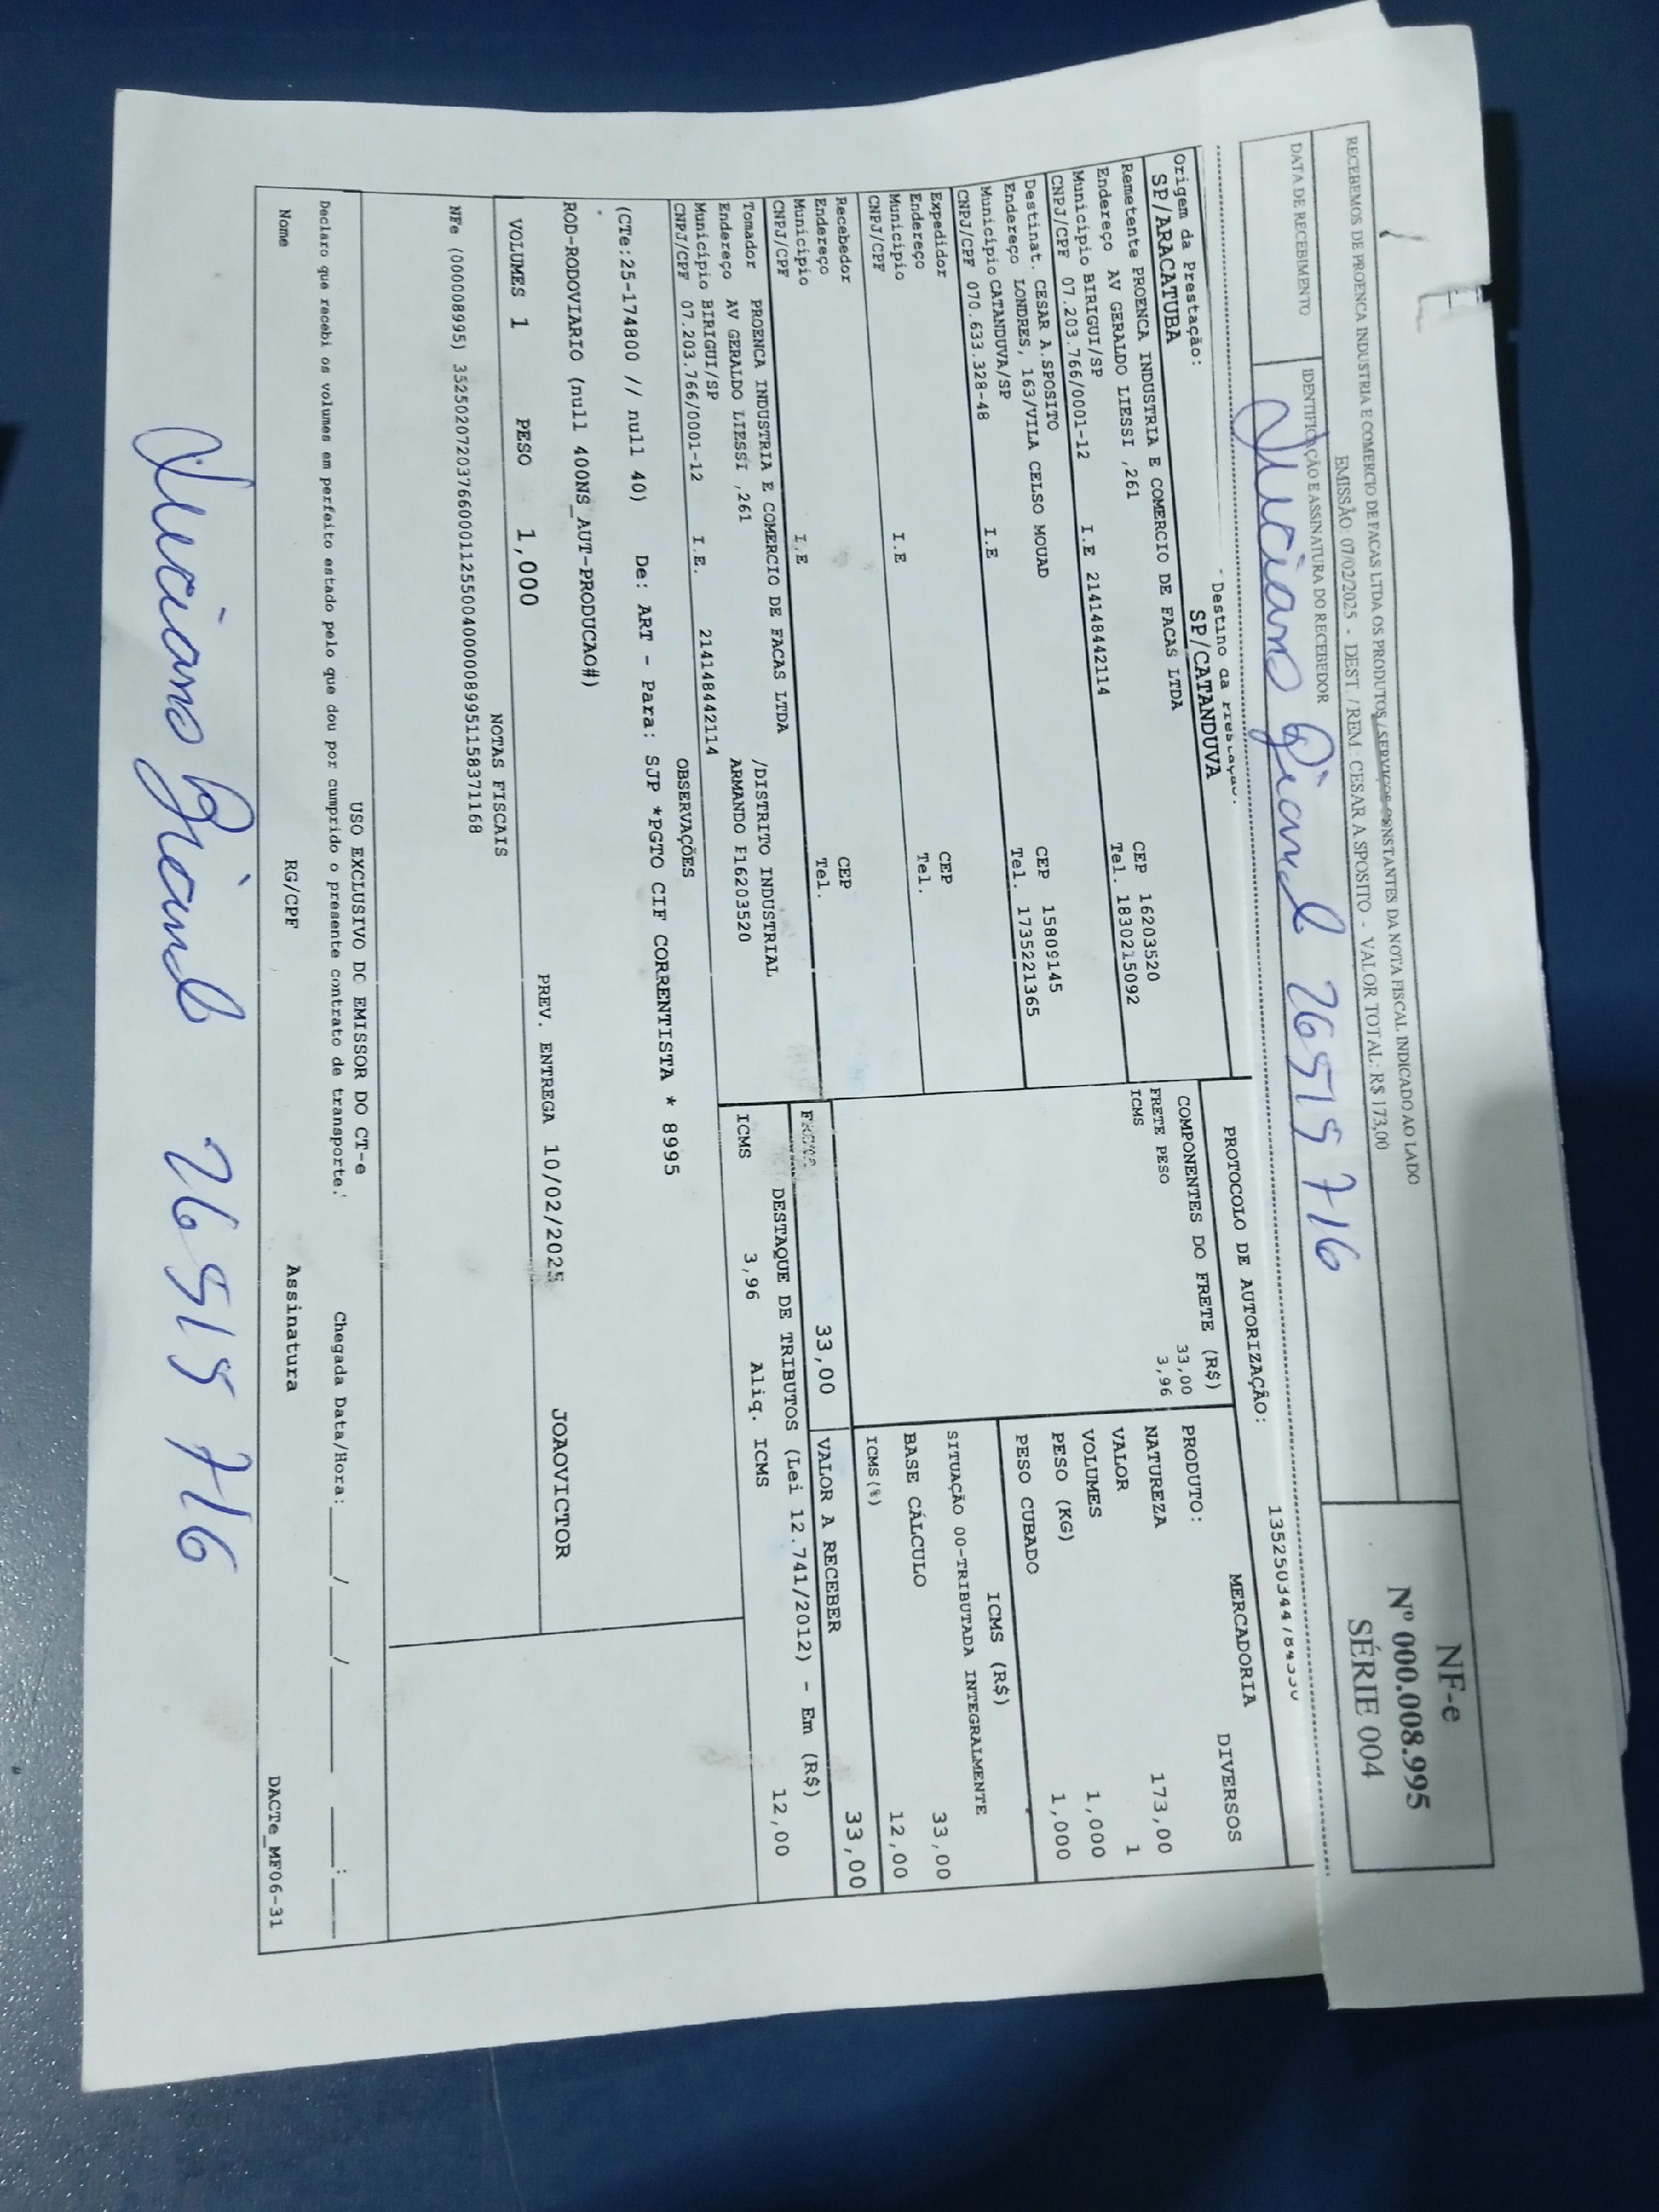 RECEBEMOS DE PROENCA INDUSTRIA E COMERCIO DE FACAS LTDA OS PRODUTOS / SERVIÇOS CONSTANTES DA NOTA FISCAL INDICADO AO LADO
EMISSÃO: 07/02/2025 - DEST. / REM.: CESAR A SPOSITO - VALOR TOTAL: R$ 173,00
NF-e
Nº 000.008.995
SÉRIE 004
DATA DE RECEBIMENTO
IDENTIFICAÇÃO E ASSINATURA DO RECEBEDOR
Luciano
PROTOCOLO DE AUTORIZAÇÃO:
Origem da Prestação:
SP/ARACATUBA
- Destino da Prestação:
SP/CATANDUVA
Remetente PROENCA INDUSTRIA E COMERCIO DE FACAS LTDA
Endereço AV GERALDO LIESSI ,261 CEP 16203520
Município BIRIGUI/SP Tel. 1830215092
CNPJ/CPF 07.203.766/0001-12 I.E 214148442114
Destinat. CESAR A.SPOSITO
Endereço LONDRES, 163/VILA CELSO MOUAD CEP 15809145
Município CATANDUVA/SP Tel. 1735221365
CNPJ/CPF 070.633.328-48 I.E
Expedidor
Endereço CEP
Município Tel.
CNPJ/CPF I.E
Recebedor
Endereço CEP
Município Tel.
CNPJ/CPF I.E
Tomador PROENCA INDUSTRIA E COMERCIO DE FACAS LTDA
Endereço AV GERALDO LIESSI ,261 /DISTRITO INDUSTRIAL
Município BIRIGUI/SP ARMANDO F16203520
CNPJ/CPF 07.203.766/0001-12 I.E. 214148442114
COMPONENTES DO FRETE (R$)
FRETE PESO 33,00
ICMS 3,96
MERCADORIA
PRODUTO: DIVERSOS
NATUREZA
VALOR 173,00
VOLUMES 1
PESO (KG) 1,000
PESO CUBADO 1,000
ICMS (R$)
SITUAÇÃO 00-TRIBUTADA INTEGRALMENTE
BASE CÁLCULO 33,00
ICMS(%) 12,00
33,00
VALOR A RECEBER 33,00
DESTAQUE DE TRIBUTOS (Lei 12.741/2012) - Em (R$)
ICMS 3,96 Aliq. ICMS 12,00
OBSERVAÇÕES
(CTe:25-174800 // null 40) De: ART - Para: SJP *PGTO CIF CORRENTISTA * 8995
ROD-RODOVIARIO (null 400NS_AUT-PRODUCAO#)
VOLUMES 1 PESO 1,000 PREV. ENTREGA 10/02/2025 JOAOVICTOR
NOTAS FISCAIS
NFe (000008995) 35250207203766000112550040000089951158371168
USO EXCLUSIVO DO EMISSOR DO CT-e
Declaro que recebi os volumes em perfeito estado pelo que dou por cumprido o presente contrato de transporte.
Chegada Data/Hora: ____/____/______ ____:____
Nome RG/CPF Assinatura DACTe_MF06-31
Luciano